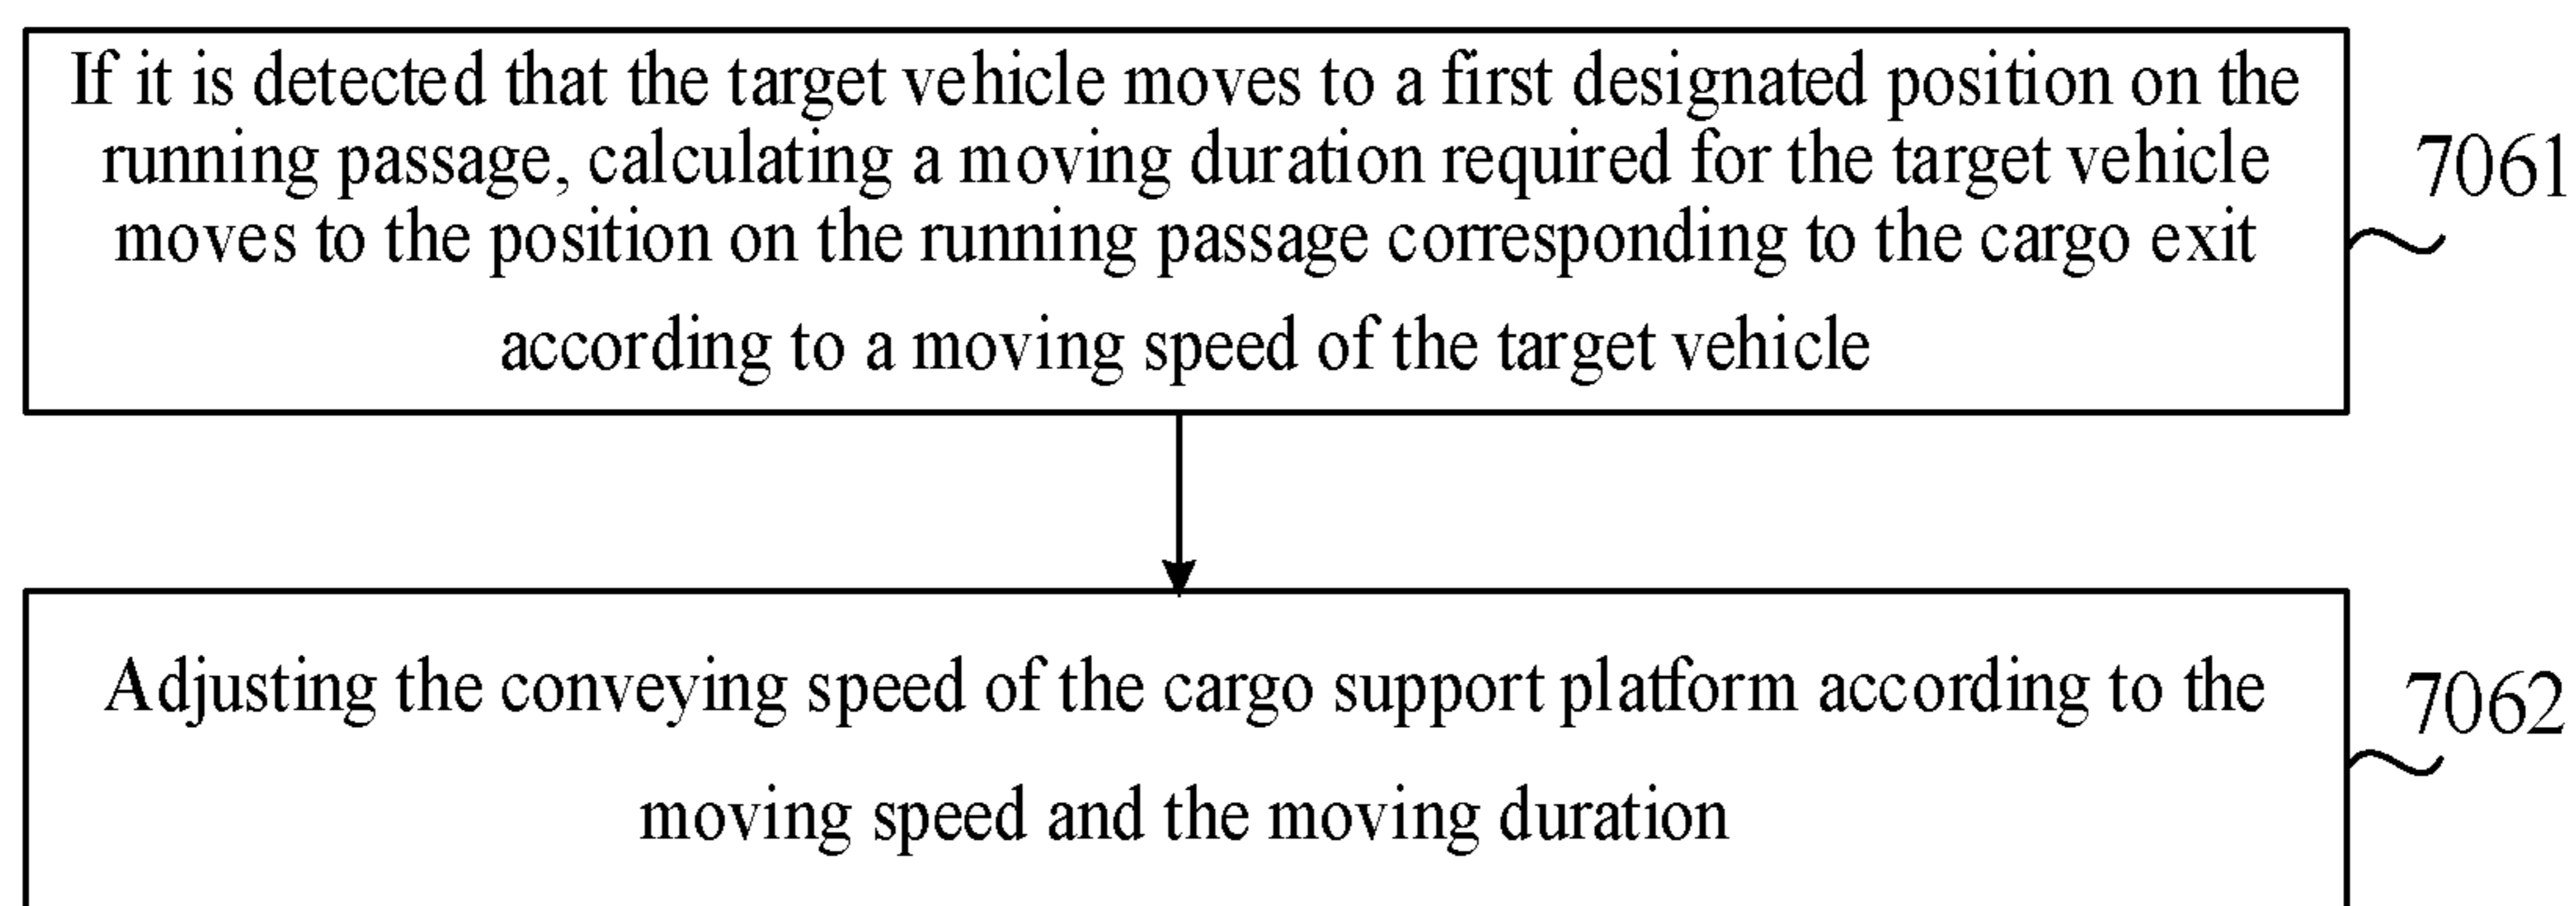 If it is detected that the target vehicle moves to a first designated position on the
running passage, calculating a moving duration required for the target vehicle
moves to the position on the running passage corresponding to the cargo exit
according to a moving speed of the target vehicle
7061
Adjusting the conveying speed of the cargo support platform according to the
moving speed and the moving duration
7062